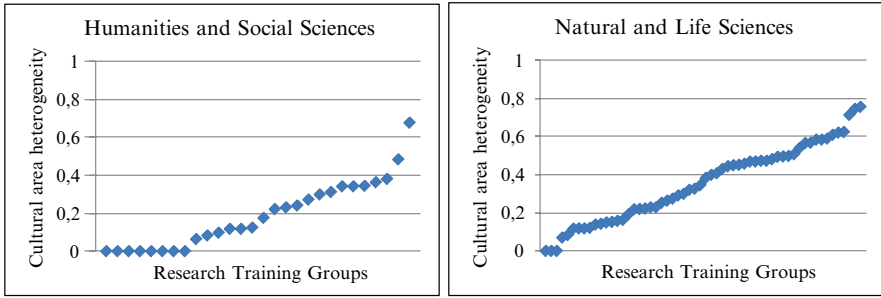 Humanities and Social Sciences
Cultural area heterogeneity
1
0,8
0,6
0,4
0,2
0
Research Training Groups
Natural and Life Sciences
Cultural area heterogeneity
1
0,8
0,6
0,4
0,2
0
Research Training Groups